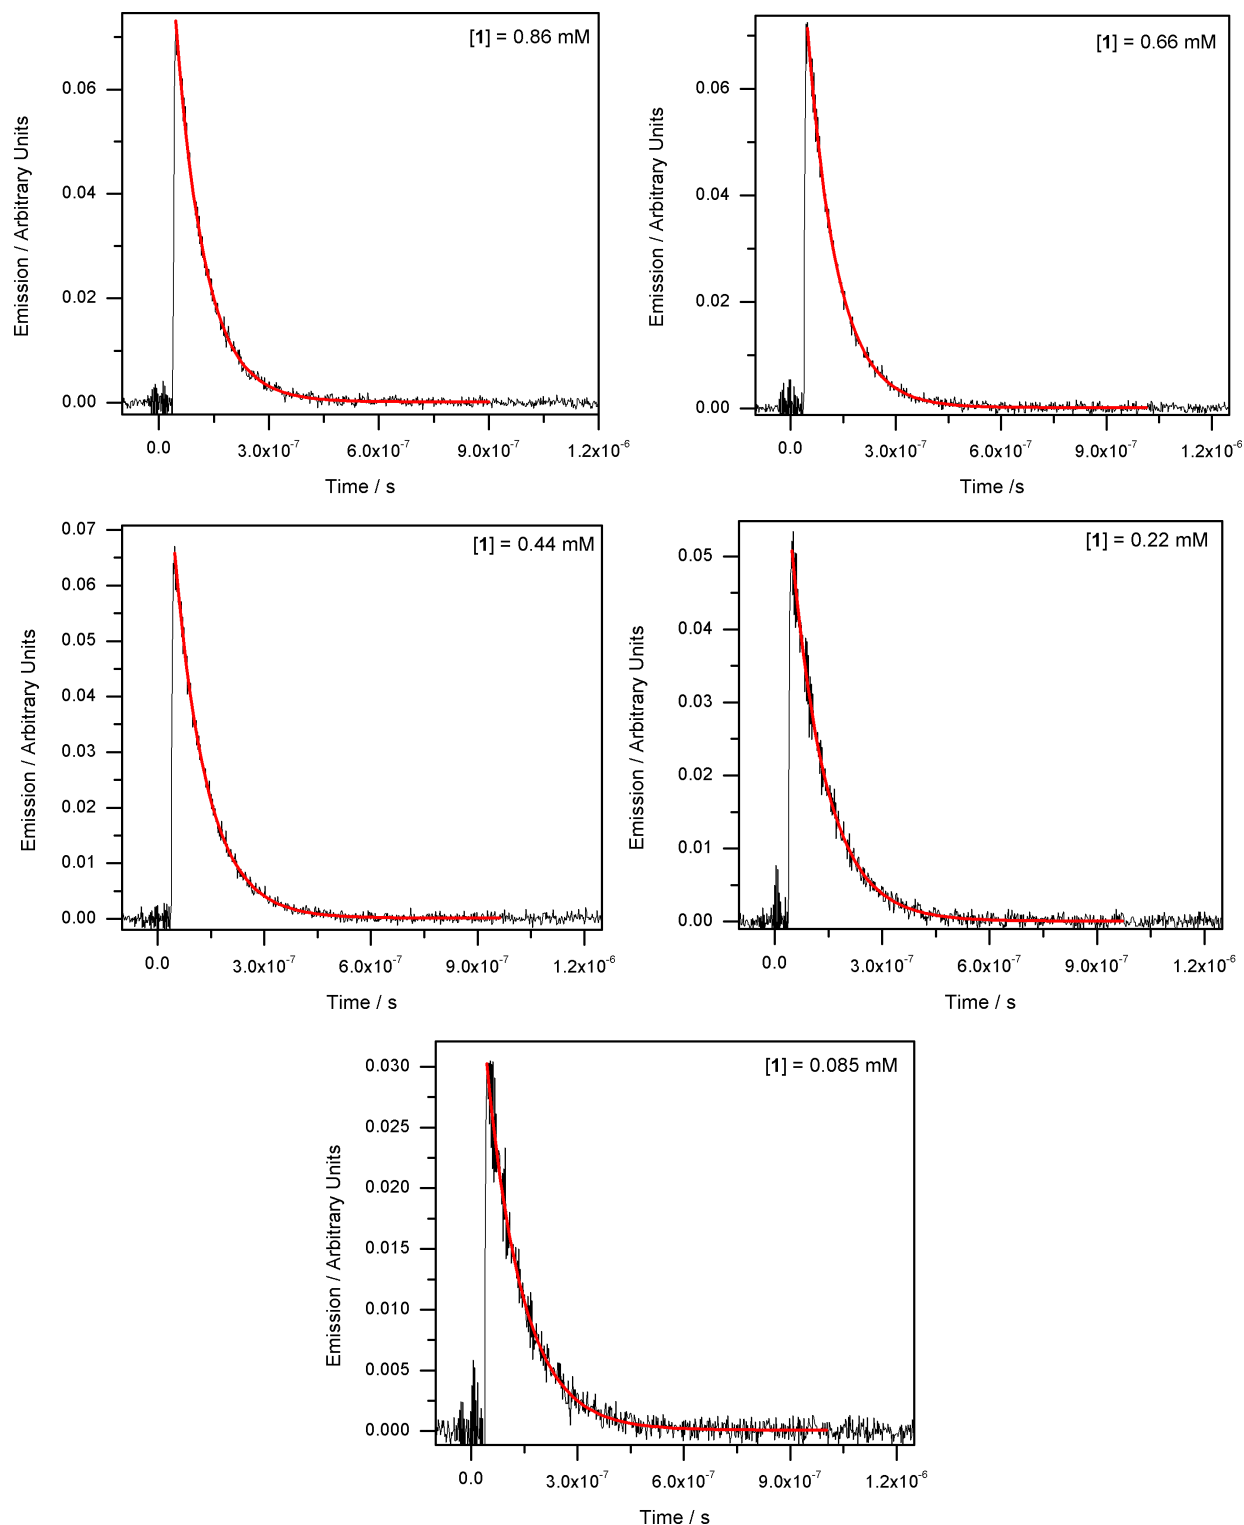 [1] = 0.86 mM
Emission / Arbitrary Units
0.06
0.04
0.02
0.00
0.0
3.0x10⁻⁷
6.0x10⁻⁷
9.0x10⁻⁷
1.2x10⁻⁶
Time / s
[1] = 0.66 mM
Emission / Arbitrary Units
0.06
0.04
0.02
0.00
0.0
3.0x10⁻⁷
6.0x10⁻⁷
9.0x10⁻⁷
1.2x10⁻⁶
Time /s
[1] = 0.44 mM
Emission / Arbitrary Units
0.07
0.06
0.05
0.04
0.03
0.02
0.01
0.00
0.0
3.0x10⁻⁷
6.0x10⁻⁷
9.0x10⁻⁷
1.2x10⁻⁶
Time / s
[1] = 0.22 mM
Emission / Arbitrary Units
0.05
0.04
0.03
0.02
0.01
0.00
0.0
3.0x10⁻⁷
6.0x10⁻⁷
9.0x10⁻⁷
1.2x10⁻⁶
Time / s
[1] = 0.085 mM
Emission / Arbitrary Units
0.030
0.025
0.020
0.015
0.010
0.005
0.000
0.0
3.0x10⁻⁷
6.0x10⁻⁷
9.0x10⁻⁷
1.2x10⁻⁶
Time / s